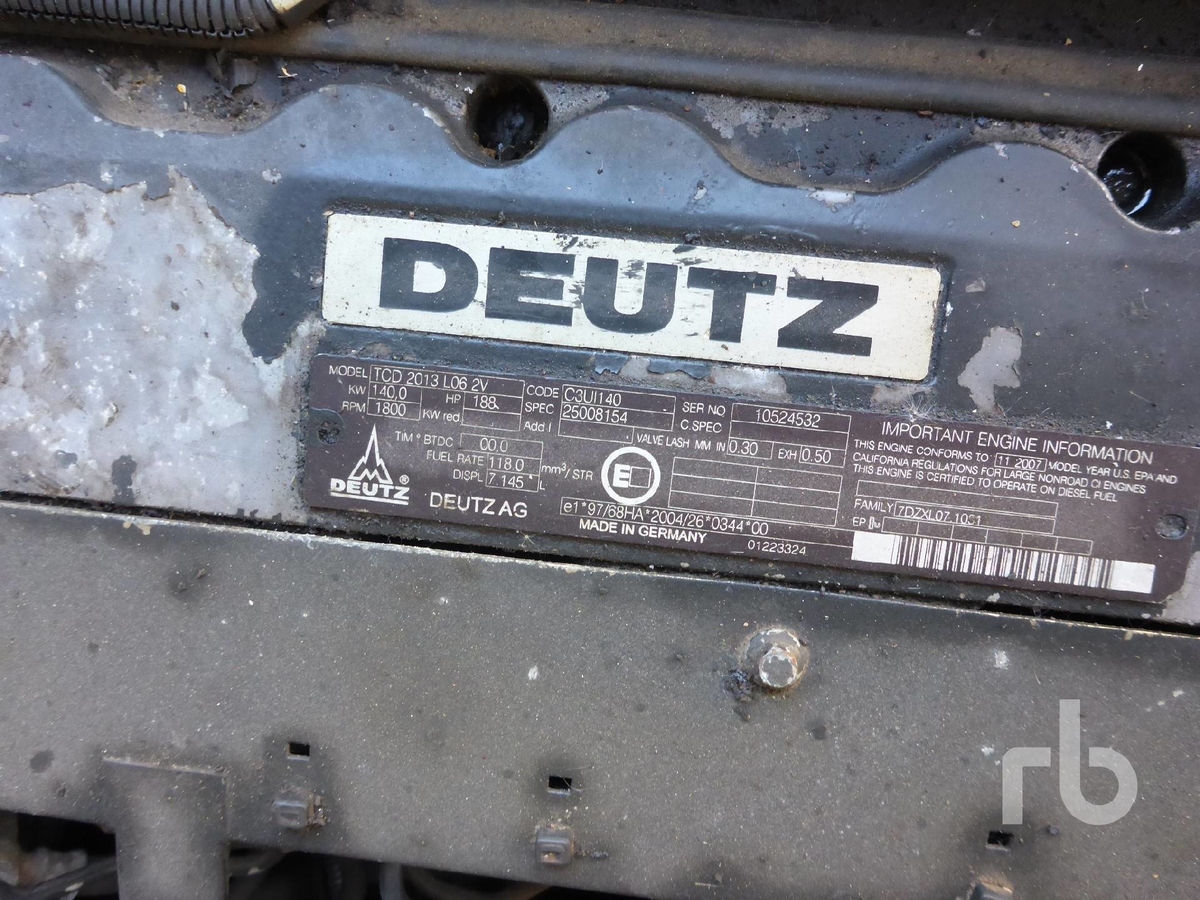 DEUTZ
MODEL TCD 2013 L06 2V CODE C3UI140 SER NO 10524532
KW 140,0 HP 188. SPEC 25008154 C.SPEC
RPM 1800 KW red. Add I VALVE LASH MM IN 0.30 EXH 0.50
TIM ° BTDC 00.0
FUEL RATE 118.0 mm³/STR
DISPL 7.145 L
DEUTZ ®
DEUTZ AG
E
e1*97/68HA*2004/26*0344*00
MADE IN GERMANY
01223324
IMPORTANT ENGINE INFORMATION
THIS ENGINE CONFORMS TO 11 2007 MODEL YEAR U.S. EPA AND
CALIFORNIA REGULATIONS FOR LARGE NONROAD CI ENGINES
THIS ENGINE IS CERTIFIED TO OPERATE ON DIESEL FUEL
FAMILY
EP
rb